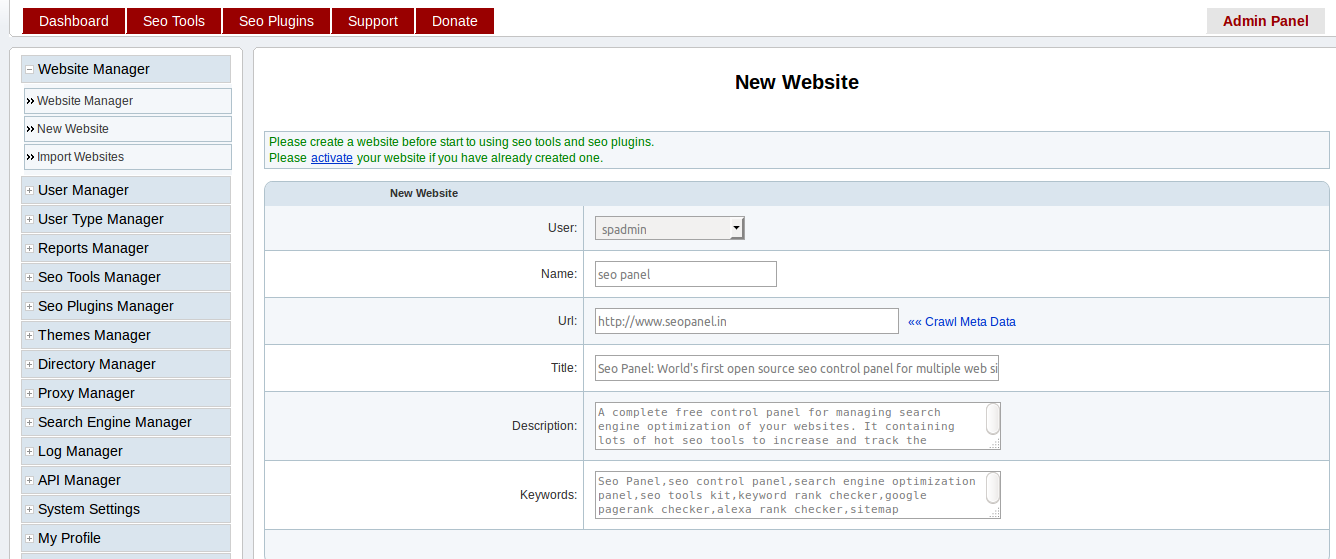 Dashboard Seo Tools Seo Plugins Support Donate Admin Panel
Website Manager
Website Manager
New Website
Import Websites
User Manager
User Type Manager
Reports Manager
Seo Tools Manager
Seo Plugins Manager
Themes Manager
Directory Manager
Proxy Manager
Search Engine Manager
Log Manager
API Manager
System Settings
My Profile
New Website
Please create a website before start to using seo tools and seo plugins.
Please activate your website if you have already created one.
New Website
User: spadmin
Name: seo panel
Url: http://www.seopanel.in «« Crawl Meta Data
Title: Seo Panel: World's first open source seo control panel for multiple web si
Description: A complete free control panel for managing search
engine optimization of your websites. It containing
lots of hot seo tools to increase and track the
Keywords: Seo Panel,seo control panel,search engine optimization
panel,seo tools kit,keyword rank checker,google
pagerank checker,alexa rank checker,sitemap